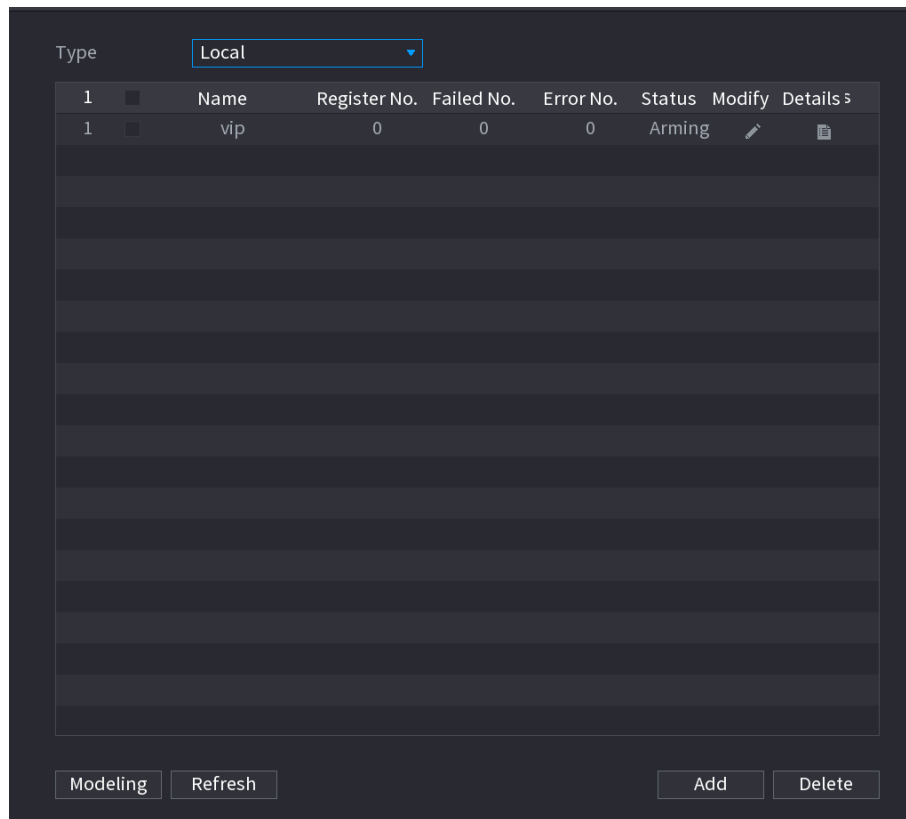 Type Local
1 Name Register No. Failed No. Error No. Status Modify Details s
1 vip 0 0 0 Arming
Modeling Refresh Add Delete